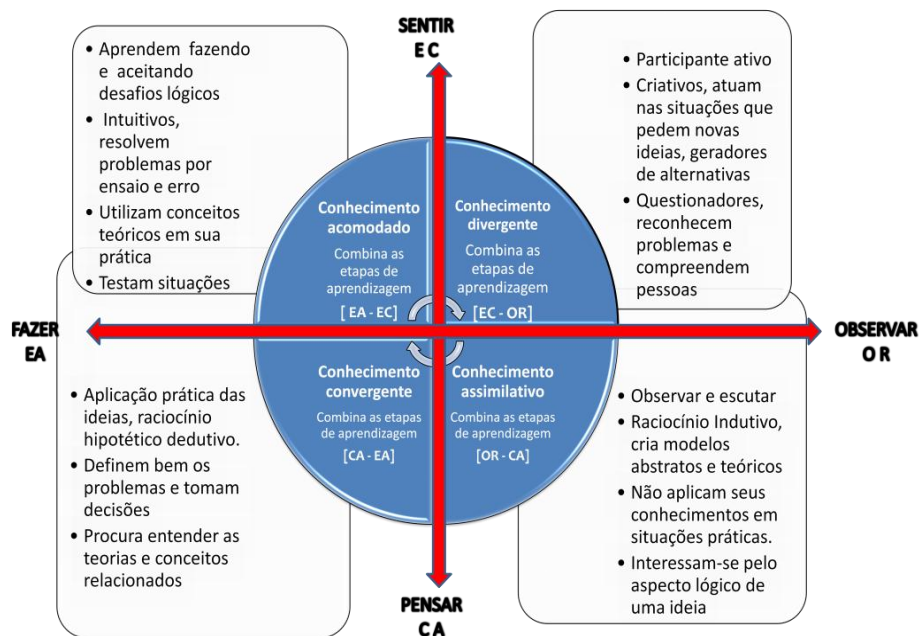 SENTIR
E C
• Aprendem fazendo
e aceitando
desafios lógicos
• Intuitivos,
resolvem
problemas por
ensaio e erro
• Utilizam conceitos
teóricos em sua
prática
• Testam situações
• Participante ativo
• Criativos, atuam
nas situações que
pedem novas
ideias, geradores
de alternativas
• Questionadores,
reconhecem
problemas e
compreendem
pessoas
Conhecimento
acomodado
Combina as
etapas de
aprendizagem
[ EA - EC]
Conhecimento
divergente
Combina as
etapas de
aprendizagem
[EC - OR]
FAZER
EA
OBSERVAR
O R
Conhecimento
convergente
Combina as etapas
de aprendizagem
[CA - EA]
Conhecimento
assimilativo
Combina as etapas
de aprendizagem
[OR - CA]
• Aplicação prática das
ideias, raciocínio
hipotético dedutivo.
• Definem bem os
problemas e tomam
decisões
• Procura entender as
teorias e conceitos
relacionados
• Observar e escutar
• Raciocínio Indutivo,
cria modelos
abstratos e teóricos
• Não aplicam seus
conhecimentos em
situações práticas.
• Interessam-se pelo
aspecto lógico de
uma ideia
PENSAR
C A